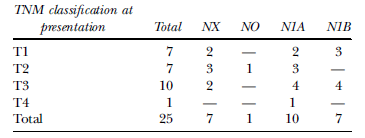 TNM classification at
presentation Total NX NO N1A N1B
T1 7 2 — 2 3
T2 7 3 1 3 —
T3 10 2 — 4 4
T4 1 — — 1 —
Total 25 7 1 10 7